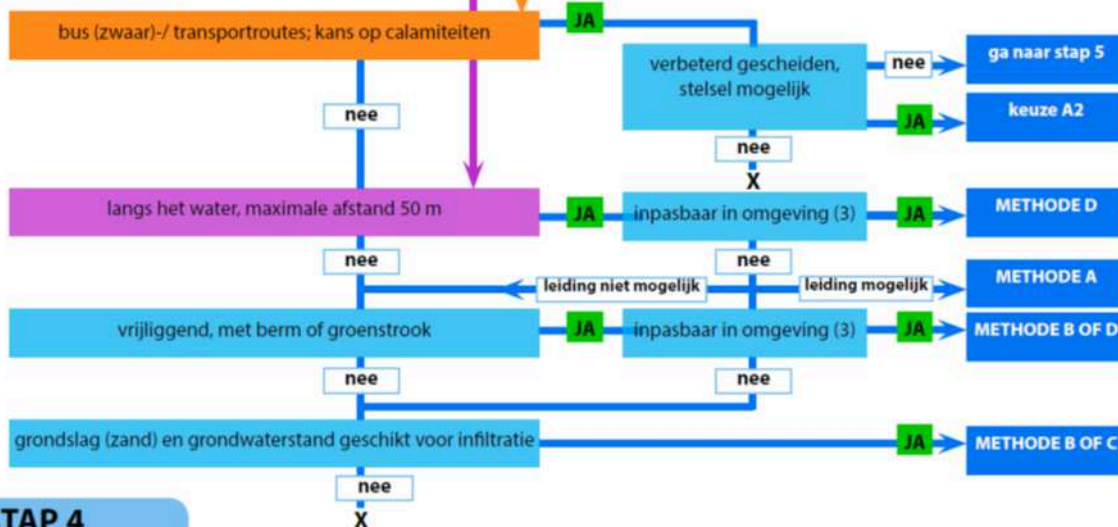 bus (zwaar)-/ transportroutes; kans op calamiteiten
JA
verbeterd gescheiden,
stelsel mogelijk
nee
ga naar stap 5
JA
keuze A2
nee
nee
X
langs het water, maximale afstand 50 m
JA
inpasbaar in omgeving (3)
JA
METHODE D
nee
nee
leiding niet mogelijk
leiding mogelijk
METHODE A
vrijliggend, met berm of groenstrook
JA
inpasbaar in omgeving (3)
JA
METHODE B OF D
nee
nee
grondslag (zand) en grondwaterstand geschikt voor infiltratie
JA
METHODE B OF C
nee
X
TAP 4